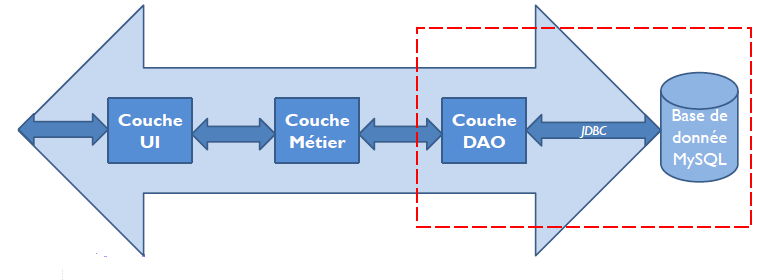 Couche
UI
Couche
Métier
Couche
DAO
JDBC
Base de
donnée
MySQL